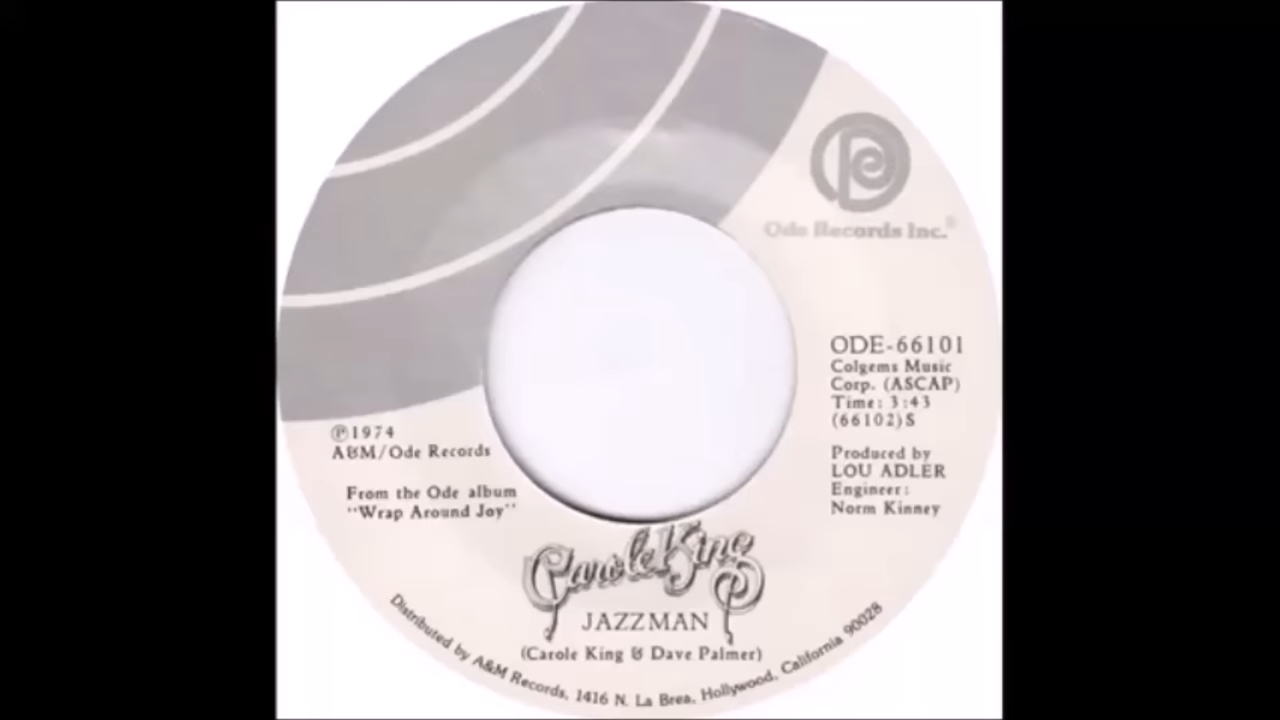 Ode Records Inc.®
ODE-66101
Colgems Music
Corp. (ASCAP)
Time: 3:43
(66102)S
Produced by
LOU ADLER
Engineer:
Norm Kinney
℗1974
A&M/Ode Records
From the Ode album
"Wrap Around Joy"
Carole King
JAZZMAN
(Carole King & Dave Palmer)
Distributed by A&M Records, 1416 N. La Brea, Hollywood, California 90028